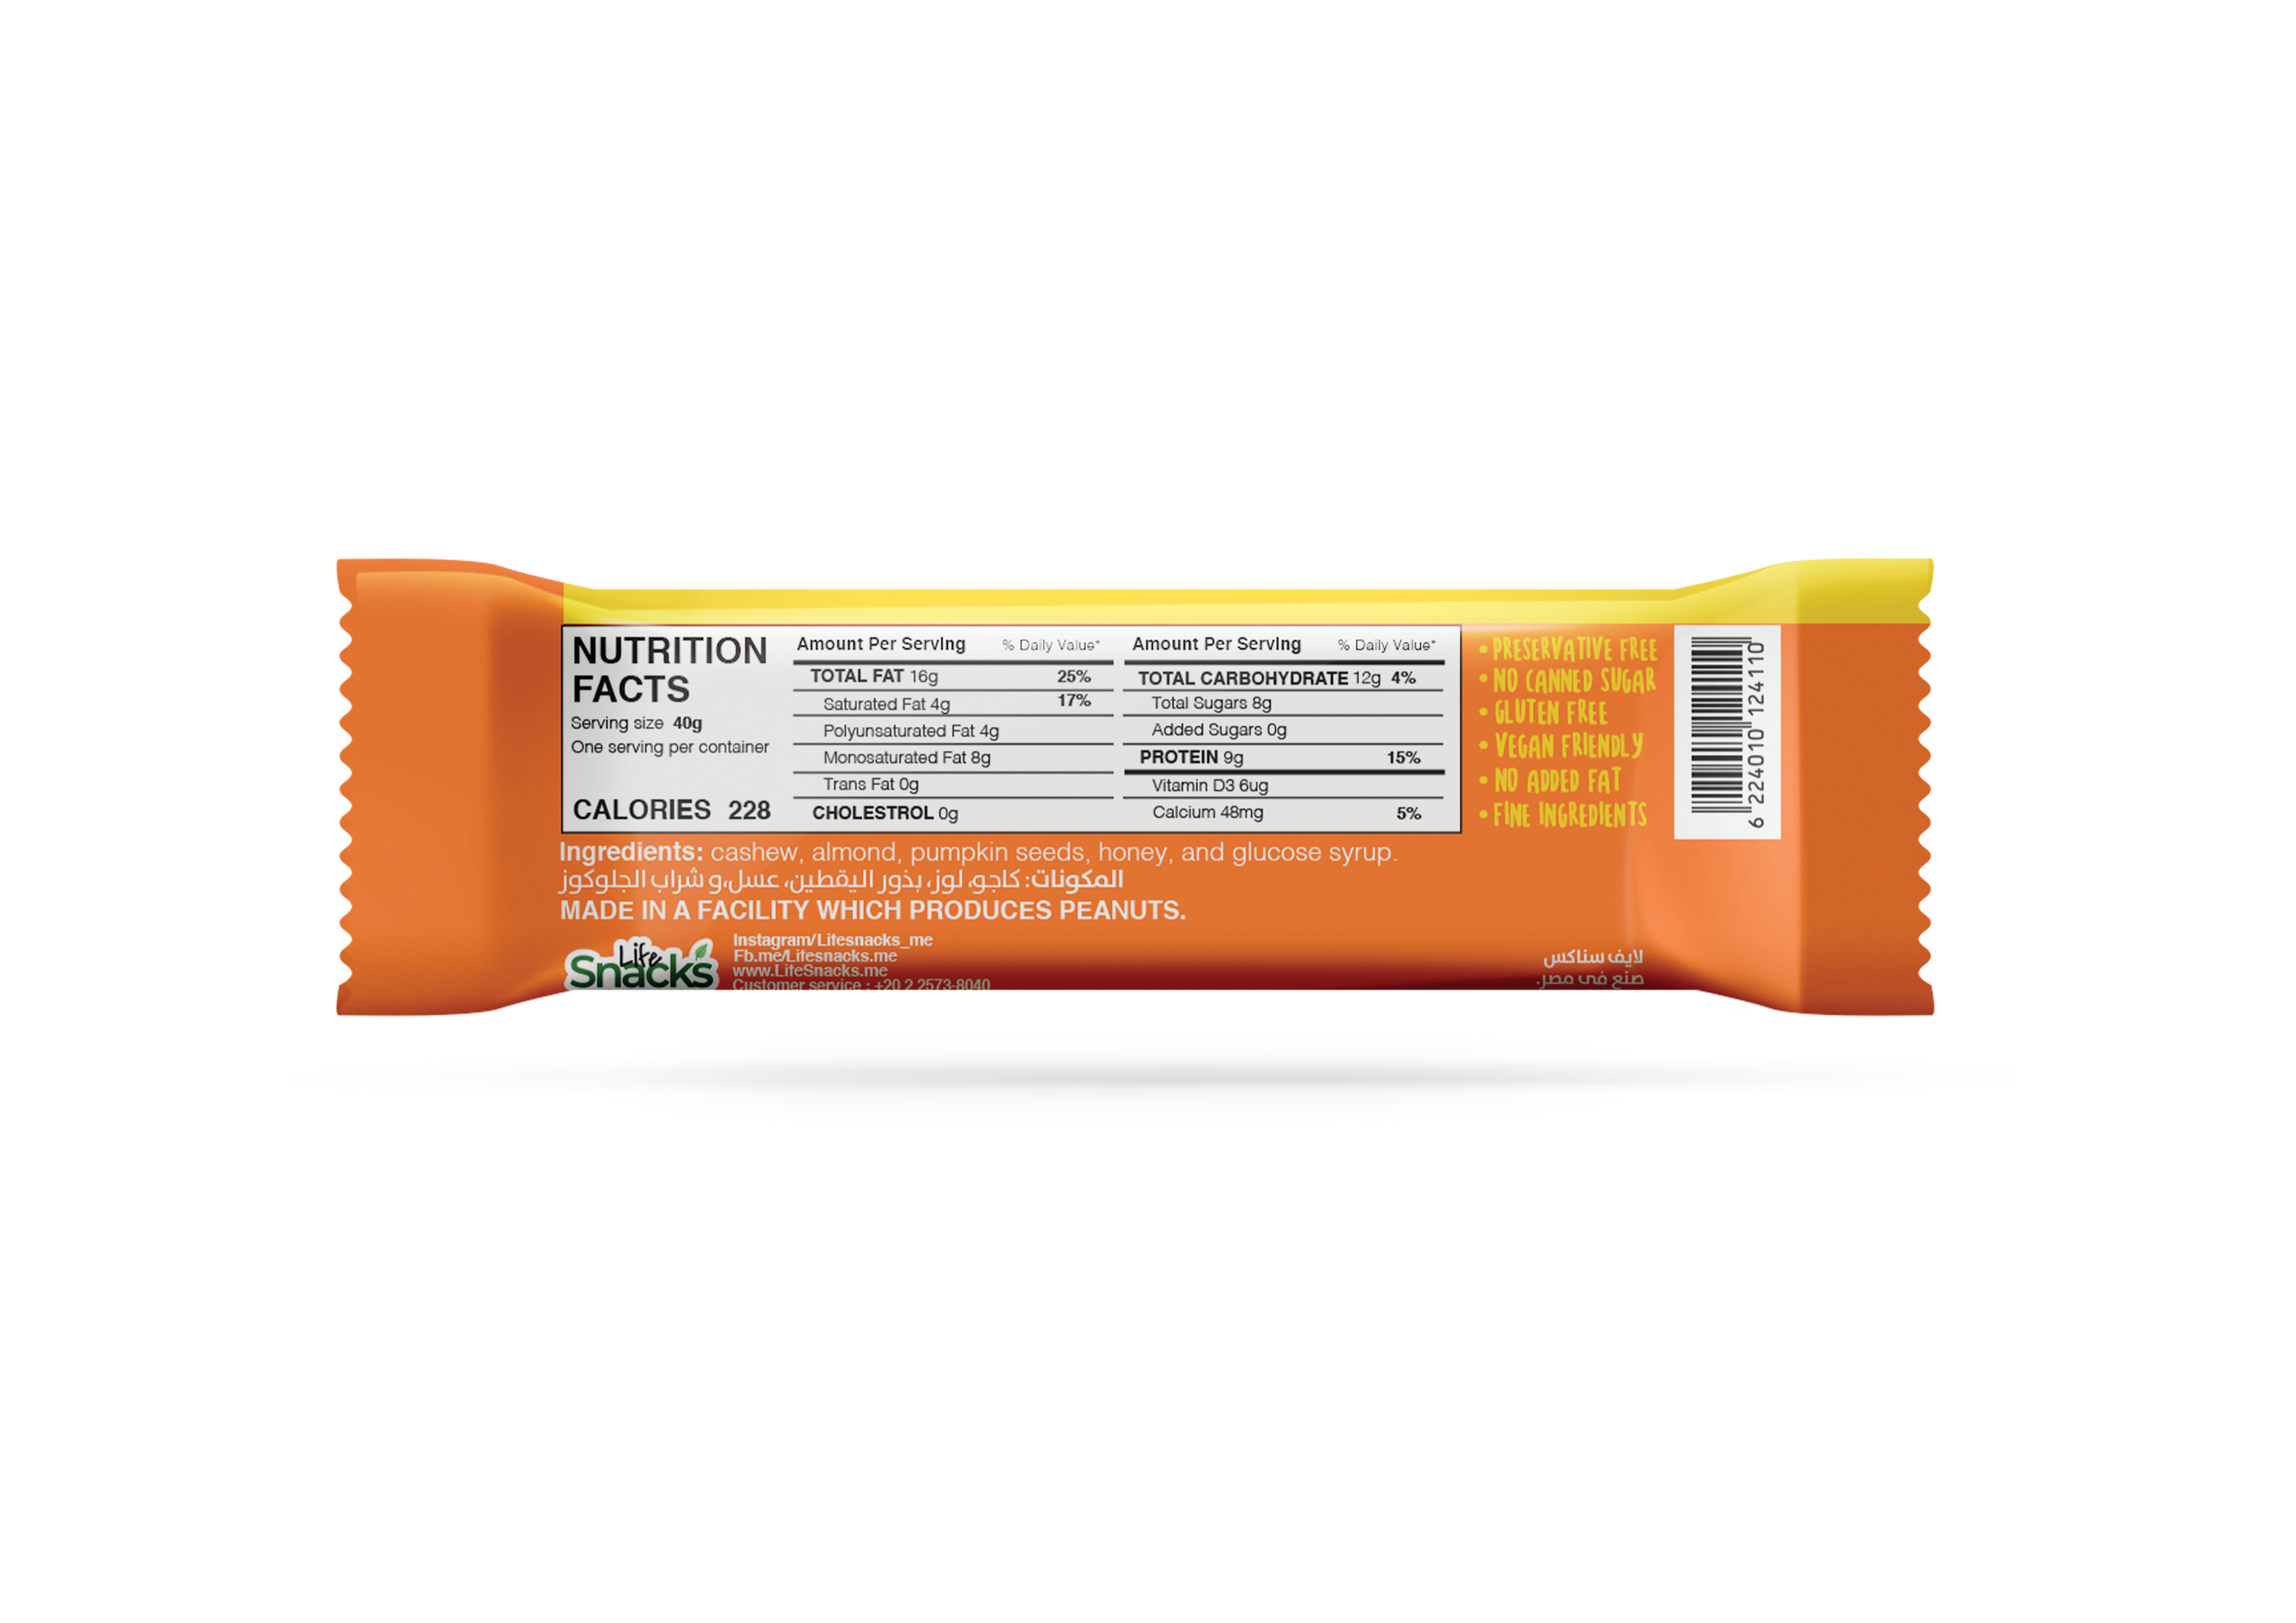 NUTRITION
FACTS
Serving size 40g
One serving per container
CALORIES 228
Amount Per Serving % Daily Value*
TOTAL FAT 16g 25%
Saturated Fat 4g 17%
Polyunsaturated Fat 4g
Monosaturated Fat 8g
Trans Fat 0g
CHOLESTROL 0g
Amount Per Serving % Daily Value*
TOTAL CARBOHYDRATE 12g 4%
Total Sugars 8g
Added Sugars 0g
PROTEIN 9g 15%
Vitamin D3 6ug
Calcium 48mg 5%
• PRESERVATIVE FREE
• NO CANNED SUGAR
• GLUTEN FREE
• VEGAN FRIENDLY
• NO ADDED FAT
• FINE INGREDIENTS
6 224010 124110
Ingredients: cashew, almond, pumpkin seeds, honey, and glucose syrup.
المكونات: كاجو، لوز، بذور اليقطين، عسل،و شراب الجلوكوز
MADE IN A FACILITY WHICH PRODUCES PEANUTS.
Life
Snacks
Instagram/Lifesnacks_me
Fb.me/Lifesnacks.me
www.LifeSnacks.me
Customer service : +20 2 2573-8040
لايف سناكس
صنع في مصر.